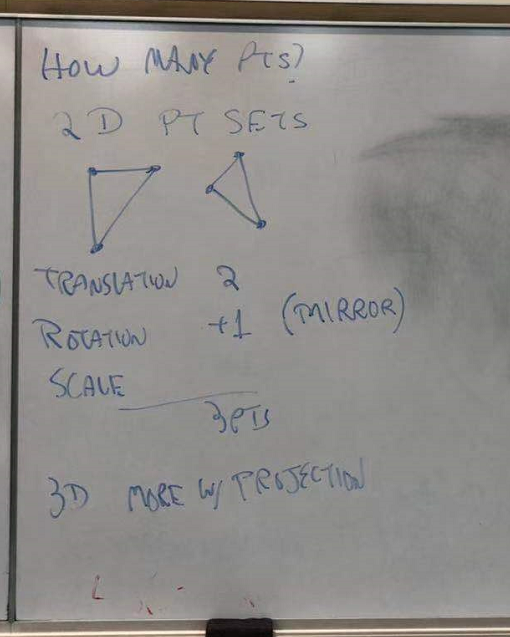 HOW MANY PTS?
2D PT SETS
TRANSLATION 2
ROTATION +1 (MIRROR)
SCALE
3PTS
3D MORE W/ PROJECTION